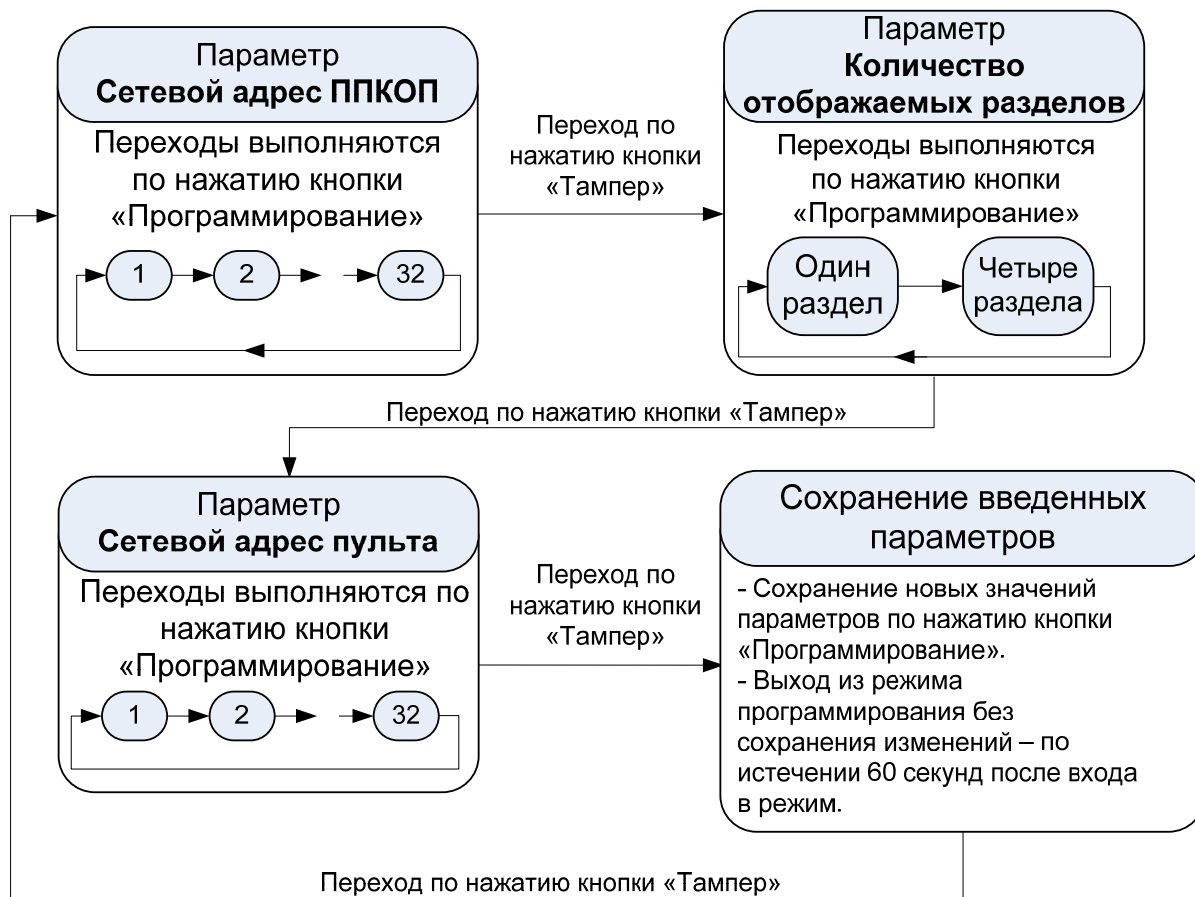 Параметр
Сетевой адрес ППКОП
Переходы выполняются
по нажатию кнопки
«Программирование»
1
2
32
Переход по
нажатию кнопки
«Тампер»
Параметр
Количество
отображаемых разделов
Переходы выполняются
по нажатию кнопки
«Программирование»
Один
раздел
Четыре
раздела
Переход по нажатию кнопки «Тампер»
Параметр
Сетевой адрес пульта
Переходы выполняются по
нажатию кнопки
«Программирование»
1
2
32
Переход по
нажатию кнопки
«Тампер»
Сохранение введенных
параметров
- Сохранение новых значений
параметров по нажатию кнопки
«Программирование».
- Выход из режима
программирования без
сохранения изменений – по
истечении 60 секунд после входа
в режим.
Переход по нажатию кнопки «Тампер»